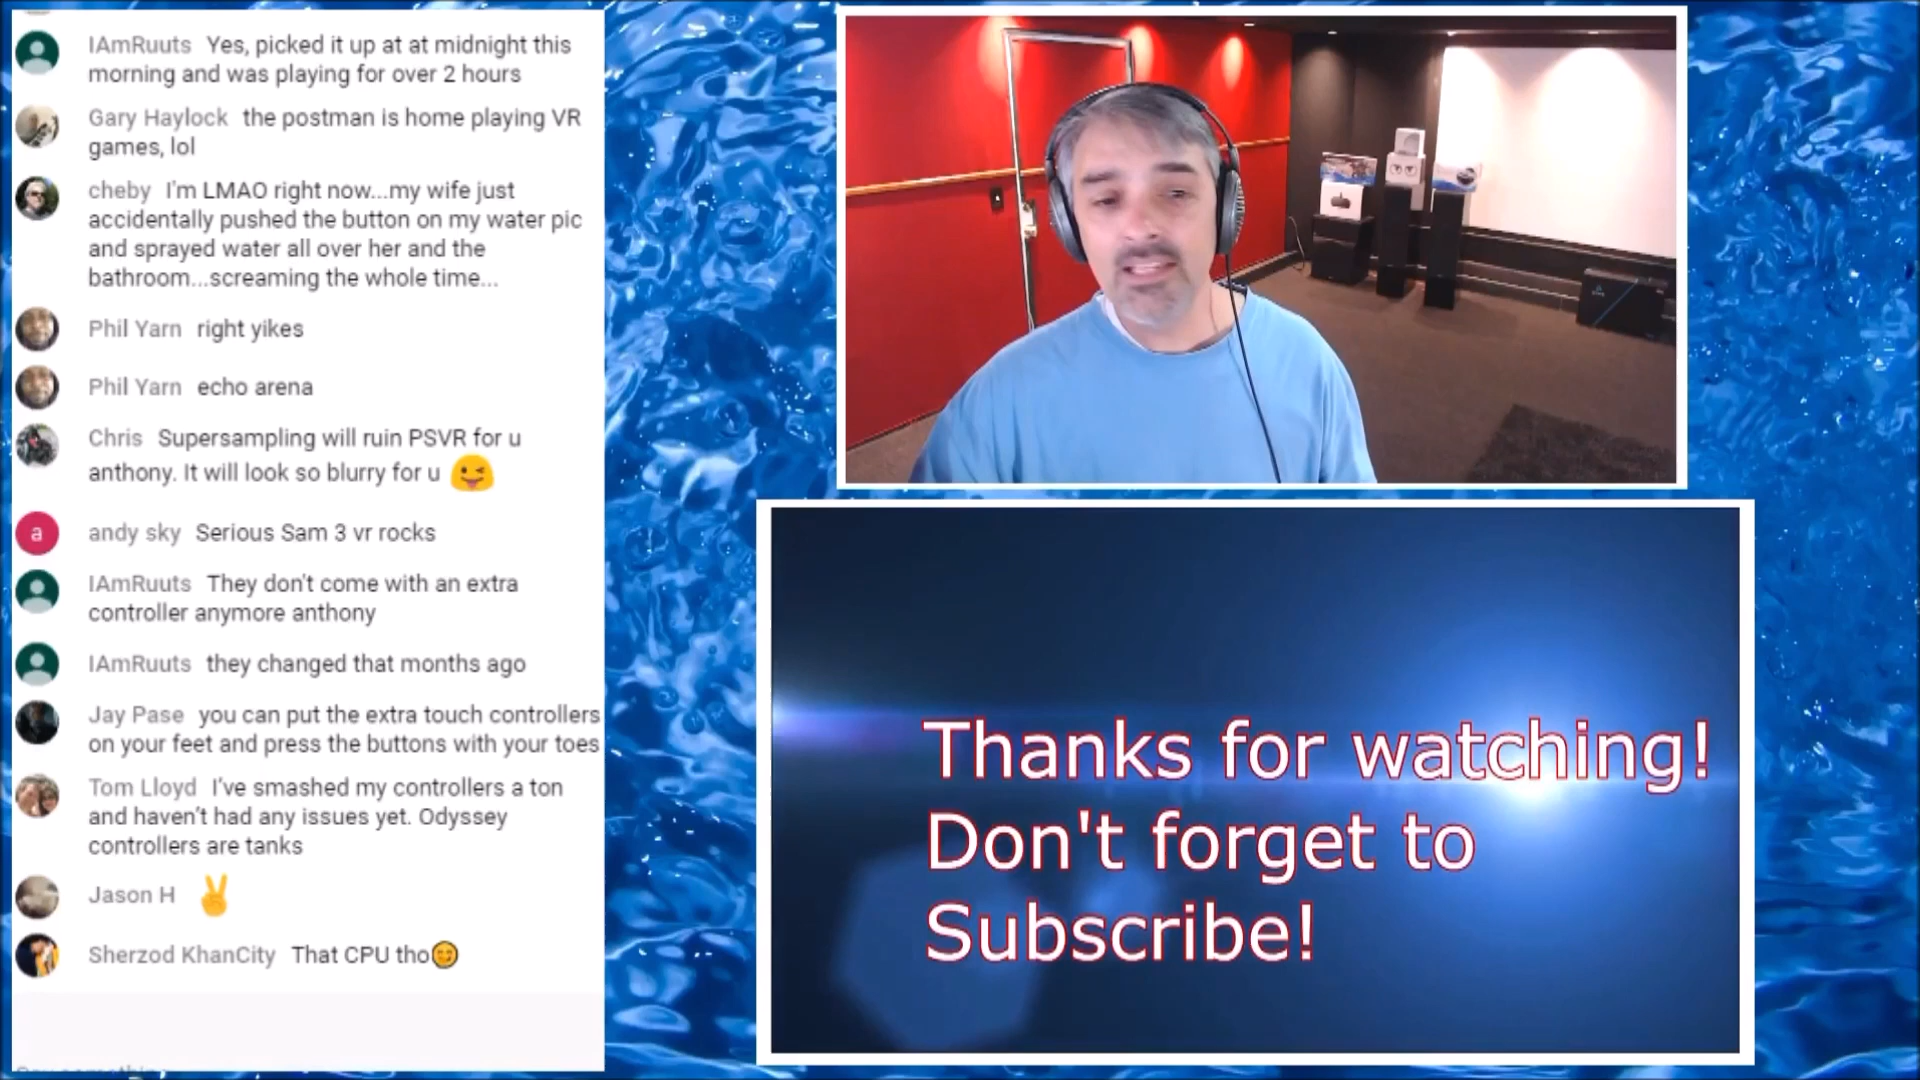 IAmRuuts Yes, picked it up at at midnight this
morning and was playing for over 2 hours
Gary Haylock the postman is home playing VR
games, lol
cheby I'm LMAO right now...my wife just
accidentally pushed the button on my water pic
and sprayed water all over her and the
bathroom...screaming the whole time...
Phil Yarn right yikes
Phil Yarn echo arena
Chris Supersampling will ruin PSVR for u
anthony. It will look so blurry for u 😜
a andy sky Serious Sam 3 vr rocks
IAmRuuts They don't come with an extra
controller anymore anthony
IAmRuuts they changed that months ago
Jay Pase you can put the extra touch controllers
on your feet and press the buttons with your toes
Tom Lloyd I've smashed my controllers a ton
and haven't had any issues yet. Odyssey
controllers are tanks
Jason H ✌
Sherzod KhanCity That CPU tho😏
Thanks for watching!
Don't forget to
Subscribe!